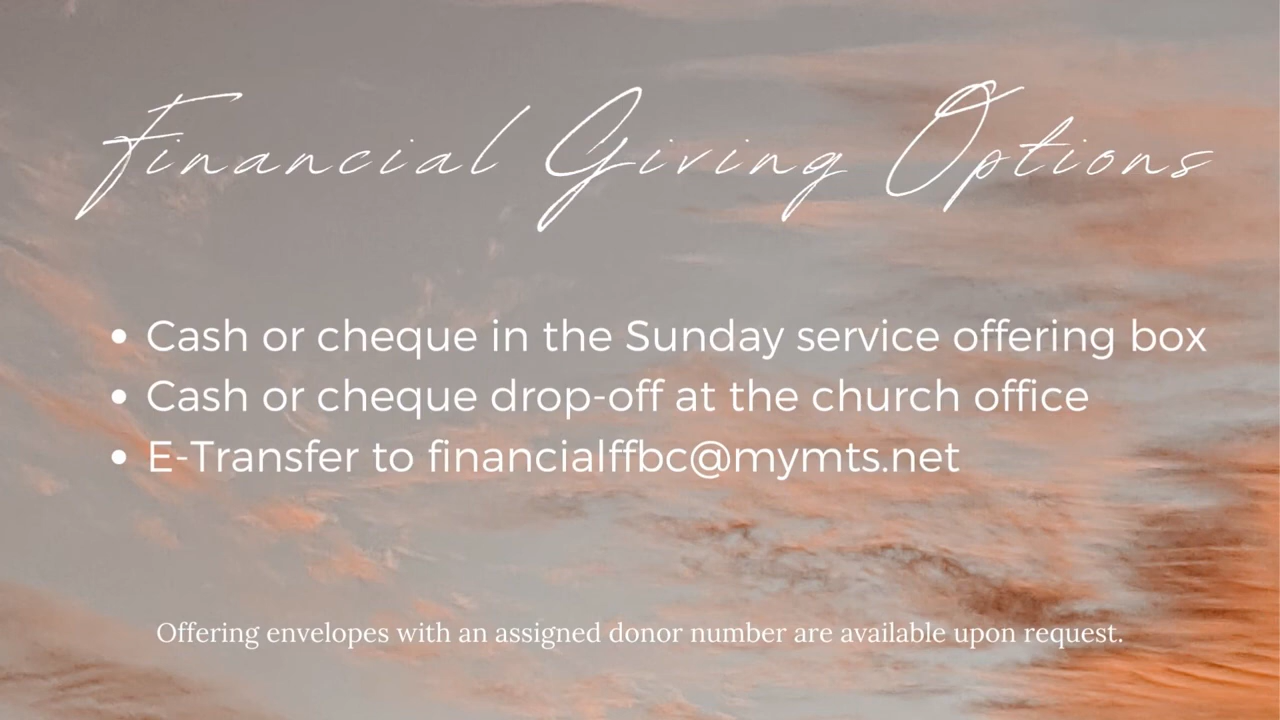 Financial Giving Options
• Cash or cheque in the Sunday service offering box
• Cash or cheque drop-off at the church office
• E-Transfer to financialffbc@mymts.net
Offering envelopes with an assigned donor number are available upon request.